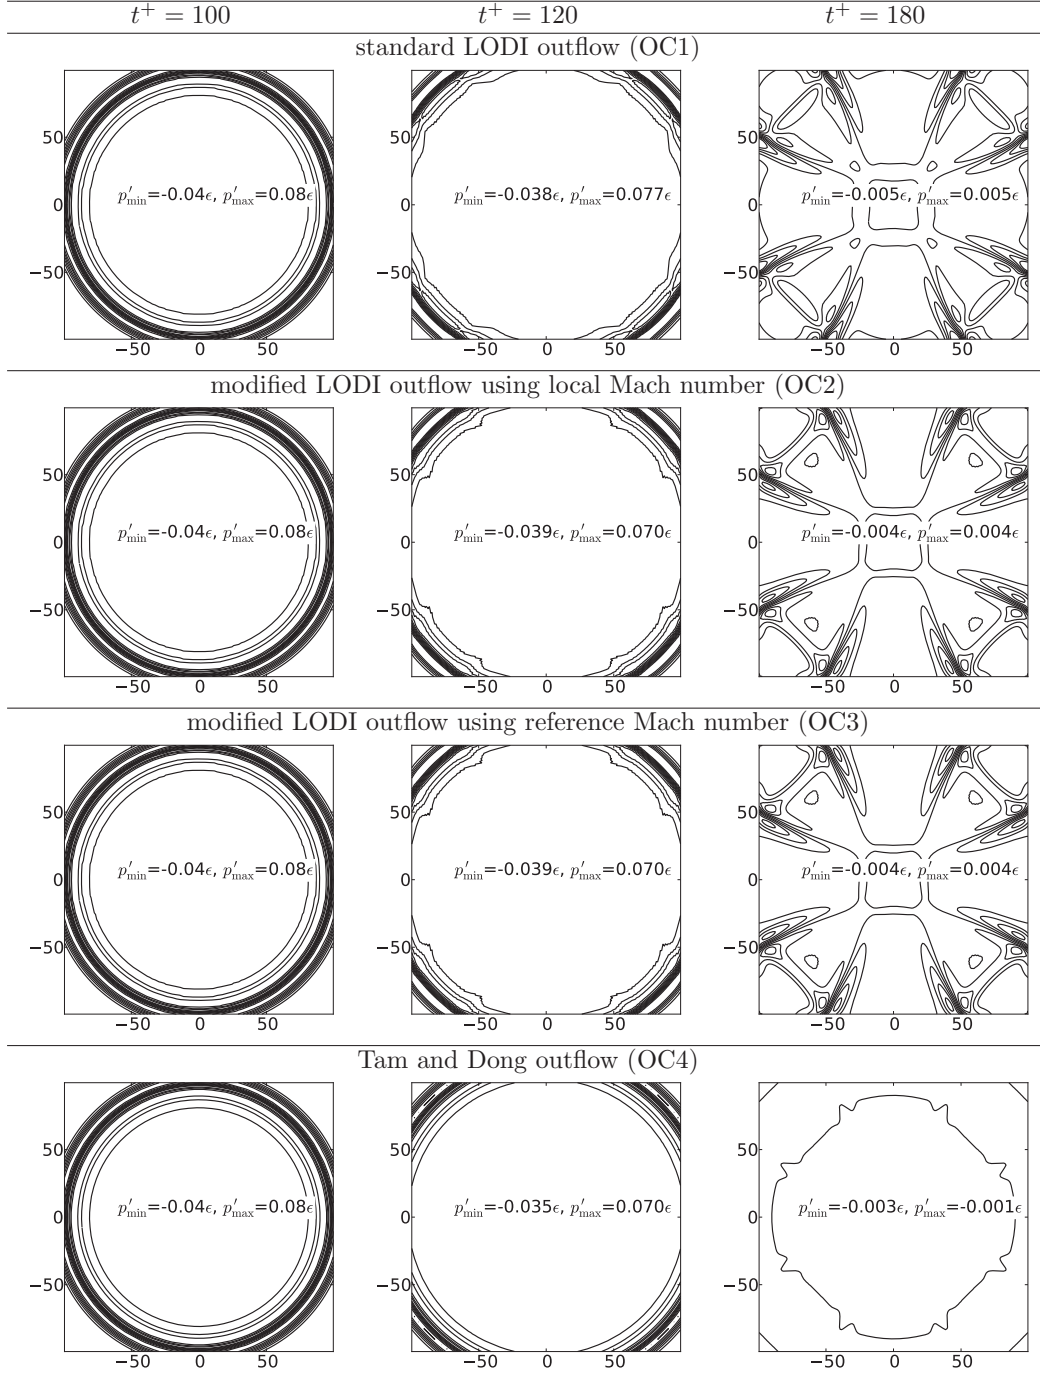 t⁺ = 100 t⁺ = 120 t⁺ = 180
standard LODI outflow (OC1)
50 50 50
p′min=-0.04ϵ, p′max=0.08ϵ p′min=-0.038ϵ, p′max=0.077ϵ p′min=-0.005ϵ, p′max=0.005ϵ
0 0 0
−50 −50 −50
−50 0 50 −50 0 50 −50 0 50
modified LODI outflow using local Mach number (OC2)
50 50 50
p′min=-0.04ϵ, p′max=0.08ϵ p′min=-0.039ϵ, p′max=0.070ϵ p′min=-0.004ϵ, p′max=0.004ϵ
0 0 0
−50 −50 −50
−50 0 50 −50 0 50 −50 0 50
modified LODI outflow using reference Mach number (OC3)
50 50 50
p′min=-0.04ϵ, p′max=0.08ϵ p′min=-0.039ϵ, p′max=0.070ϵ p′min=-0.004ϵ, p′max=0.004ϵ
0 0 0
−50 −50 −50
−50 0 50 −50 0 50 −50 0 50
Tam and Dong outflow (OC4)
50 50 50
p′min=-0.04ϵ, p′max=0.08ϵ p′min=-0.035ϵ, p′max=0.070ϵ p′min=-0.003ϵ, p′max=-0.001ϵ
0 0 0
−50 −50 −50
−50 0 50 −50 0 50 −50 0 50